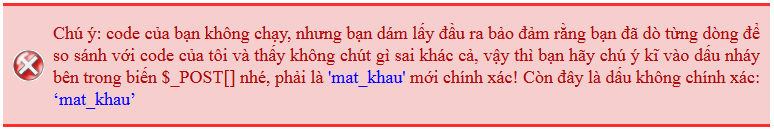 Chú ý: code của bạn không chạy, nhưng bạn dám lấy đầu ra bảo đảm rằng bạn đã dò từng dòng để
so sánh với code của tôi và thấy không chút gì sai khác cả, vậy thì bạn hãy chú ý kĩ vào dấu nháy
bên trong biến $_POST[] nhé, phải là 'mat_khau' mới chính xác! Còn đây là dấu không chính xác:
‘mat_khau’